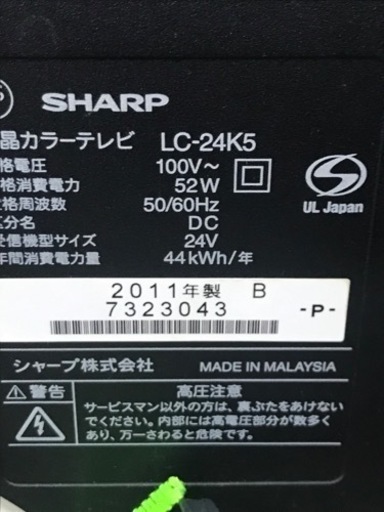 SHARP
晶カラーテレビ LC-24K5
格電圧 100V～
格消費電力 52W
格周波数 50/60Hz
区分名 DC
受信機型サイズ 24V
年間消費電力量 44kWh/年
UL Japan
2011年製 B
7323043 -P-
シャープ株式会社 MADE IN MALAYSIA
警告 高圧注意
サービスマン以外の方は、裏ぶたをあけない
でください。内部には高電圧部分が数多く
あり、万一さわると危険です。